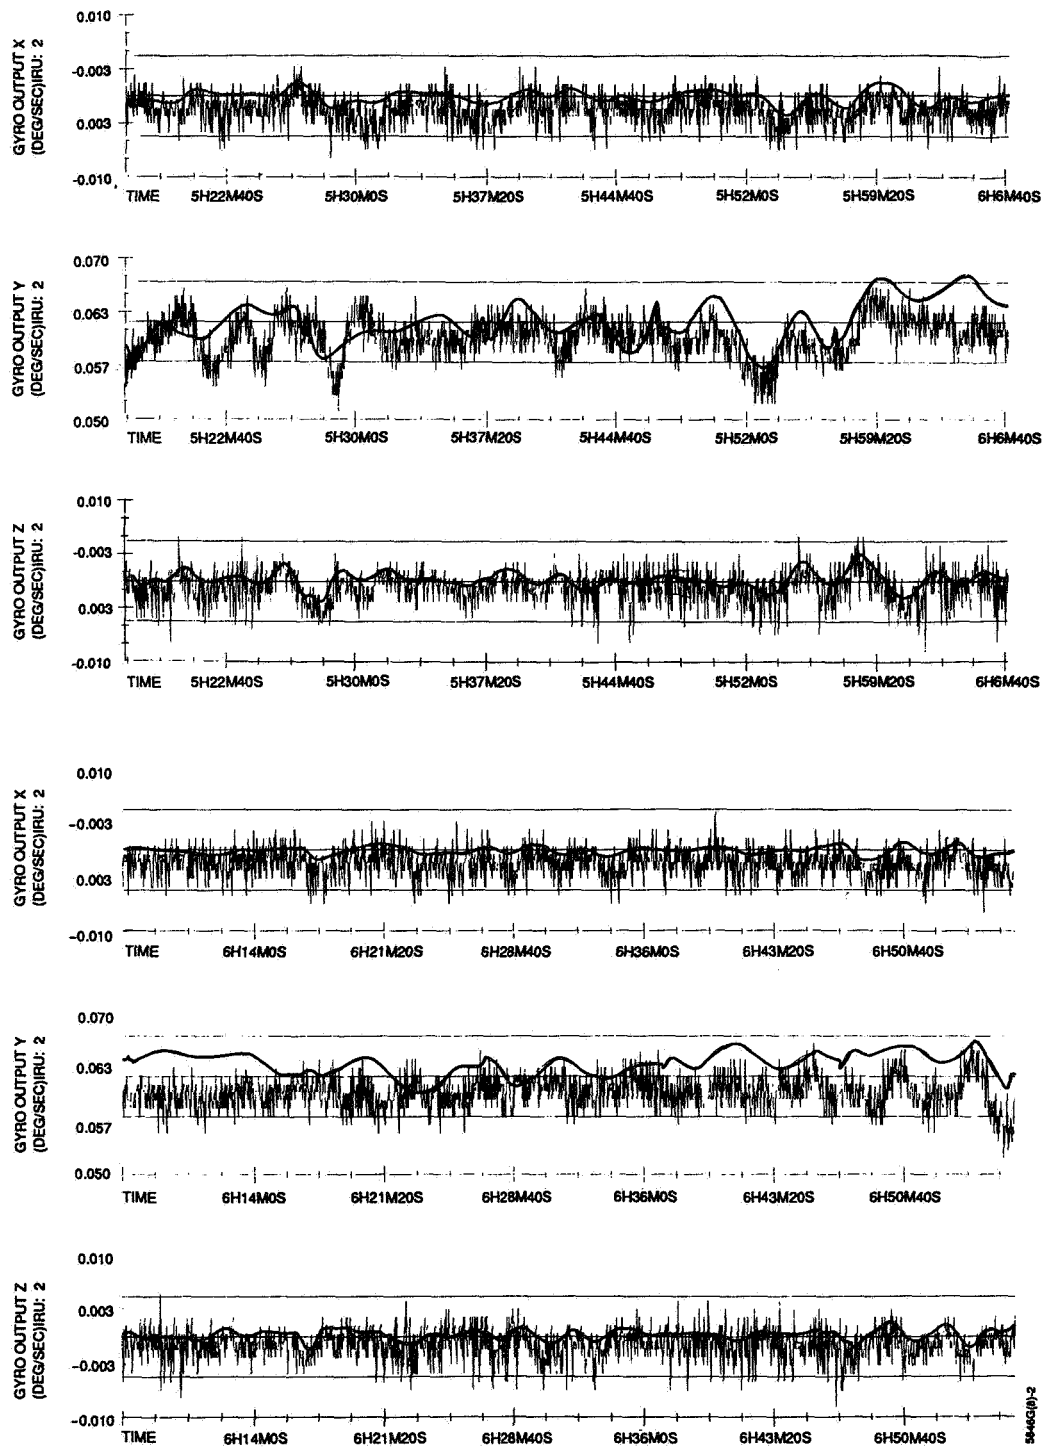 GYRO OUTPUT X
(DEG/SEC)IRU: 2
0.010
-0.003
0.003
-0.010
TIME 5H22M40S 5H30M0S 5H37M20S 5H44M40S 5H52M0S 5H59M20S 6H6M40S
GYRO OUTPUT Y
(DEG/SEC)IRU: 2
0.070
0.063
0.057
0.050
TIME 5H22M40S 5H30M0S 5H37M20S 5H44M40S 5H52M0S 5H59M20S 6H6M40S
GYRO OUTPUT Z
(DEG/SEC)IRU: 2
0.010
-0.003
0.003
-0.010
TIME 5H22M40S 5H30M0S 5H37M20S 5H44M40S 5H52M0S 5H59M20S 6H6M40S
GYRO OUTPUT X
(DEG/SEC)IRU: 2
0.010
-0.003
0.003
-0.010
TIME 6H14M0S 6H21M20S 6H28M40S 6H36M0S 6H43M20S 6H50M40S
GYRO OUTPUT Y
(DEG/SEC)IRU: 2
0.070
0.063
0.057
0.050
TIME 6H14M0S 6H21M20S 6H28M40S 6H36M0S 6H43M20S 6H50M40S
GYRO OUTPUT Z
(DEG/SEC)IRU: 2
0.010
0.003
-0.003
-0.010
TIME 6H14M0S 6H21M20S 6H28M40S 6H36M0S 6H43M20S 6H50M40S